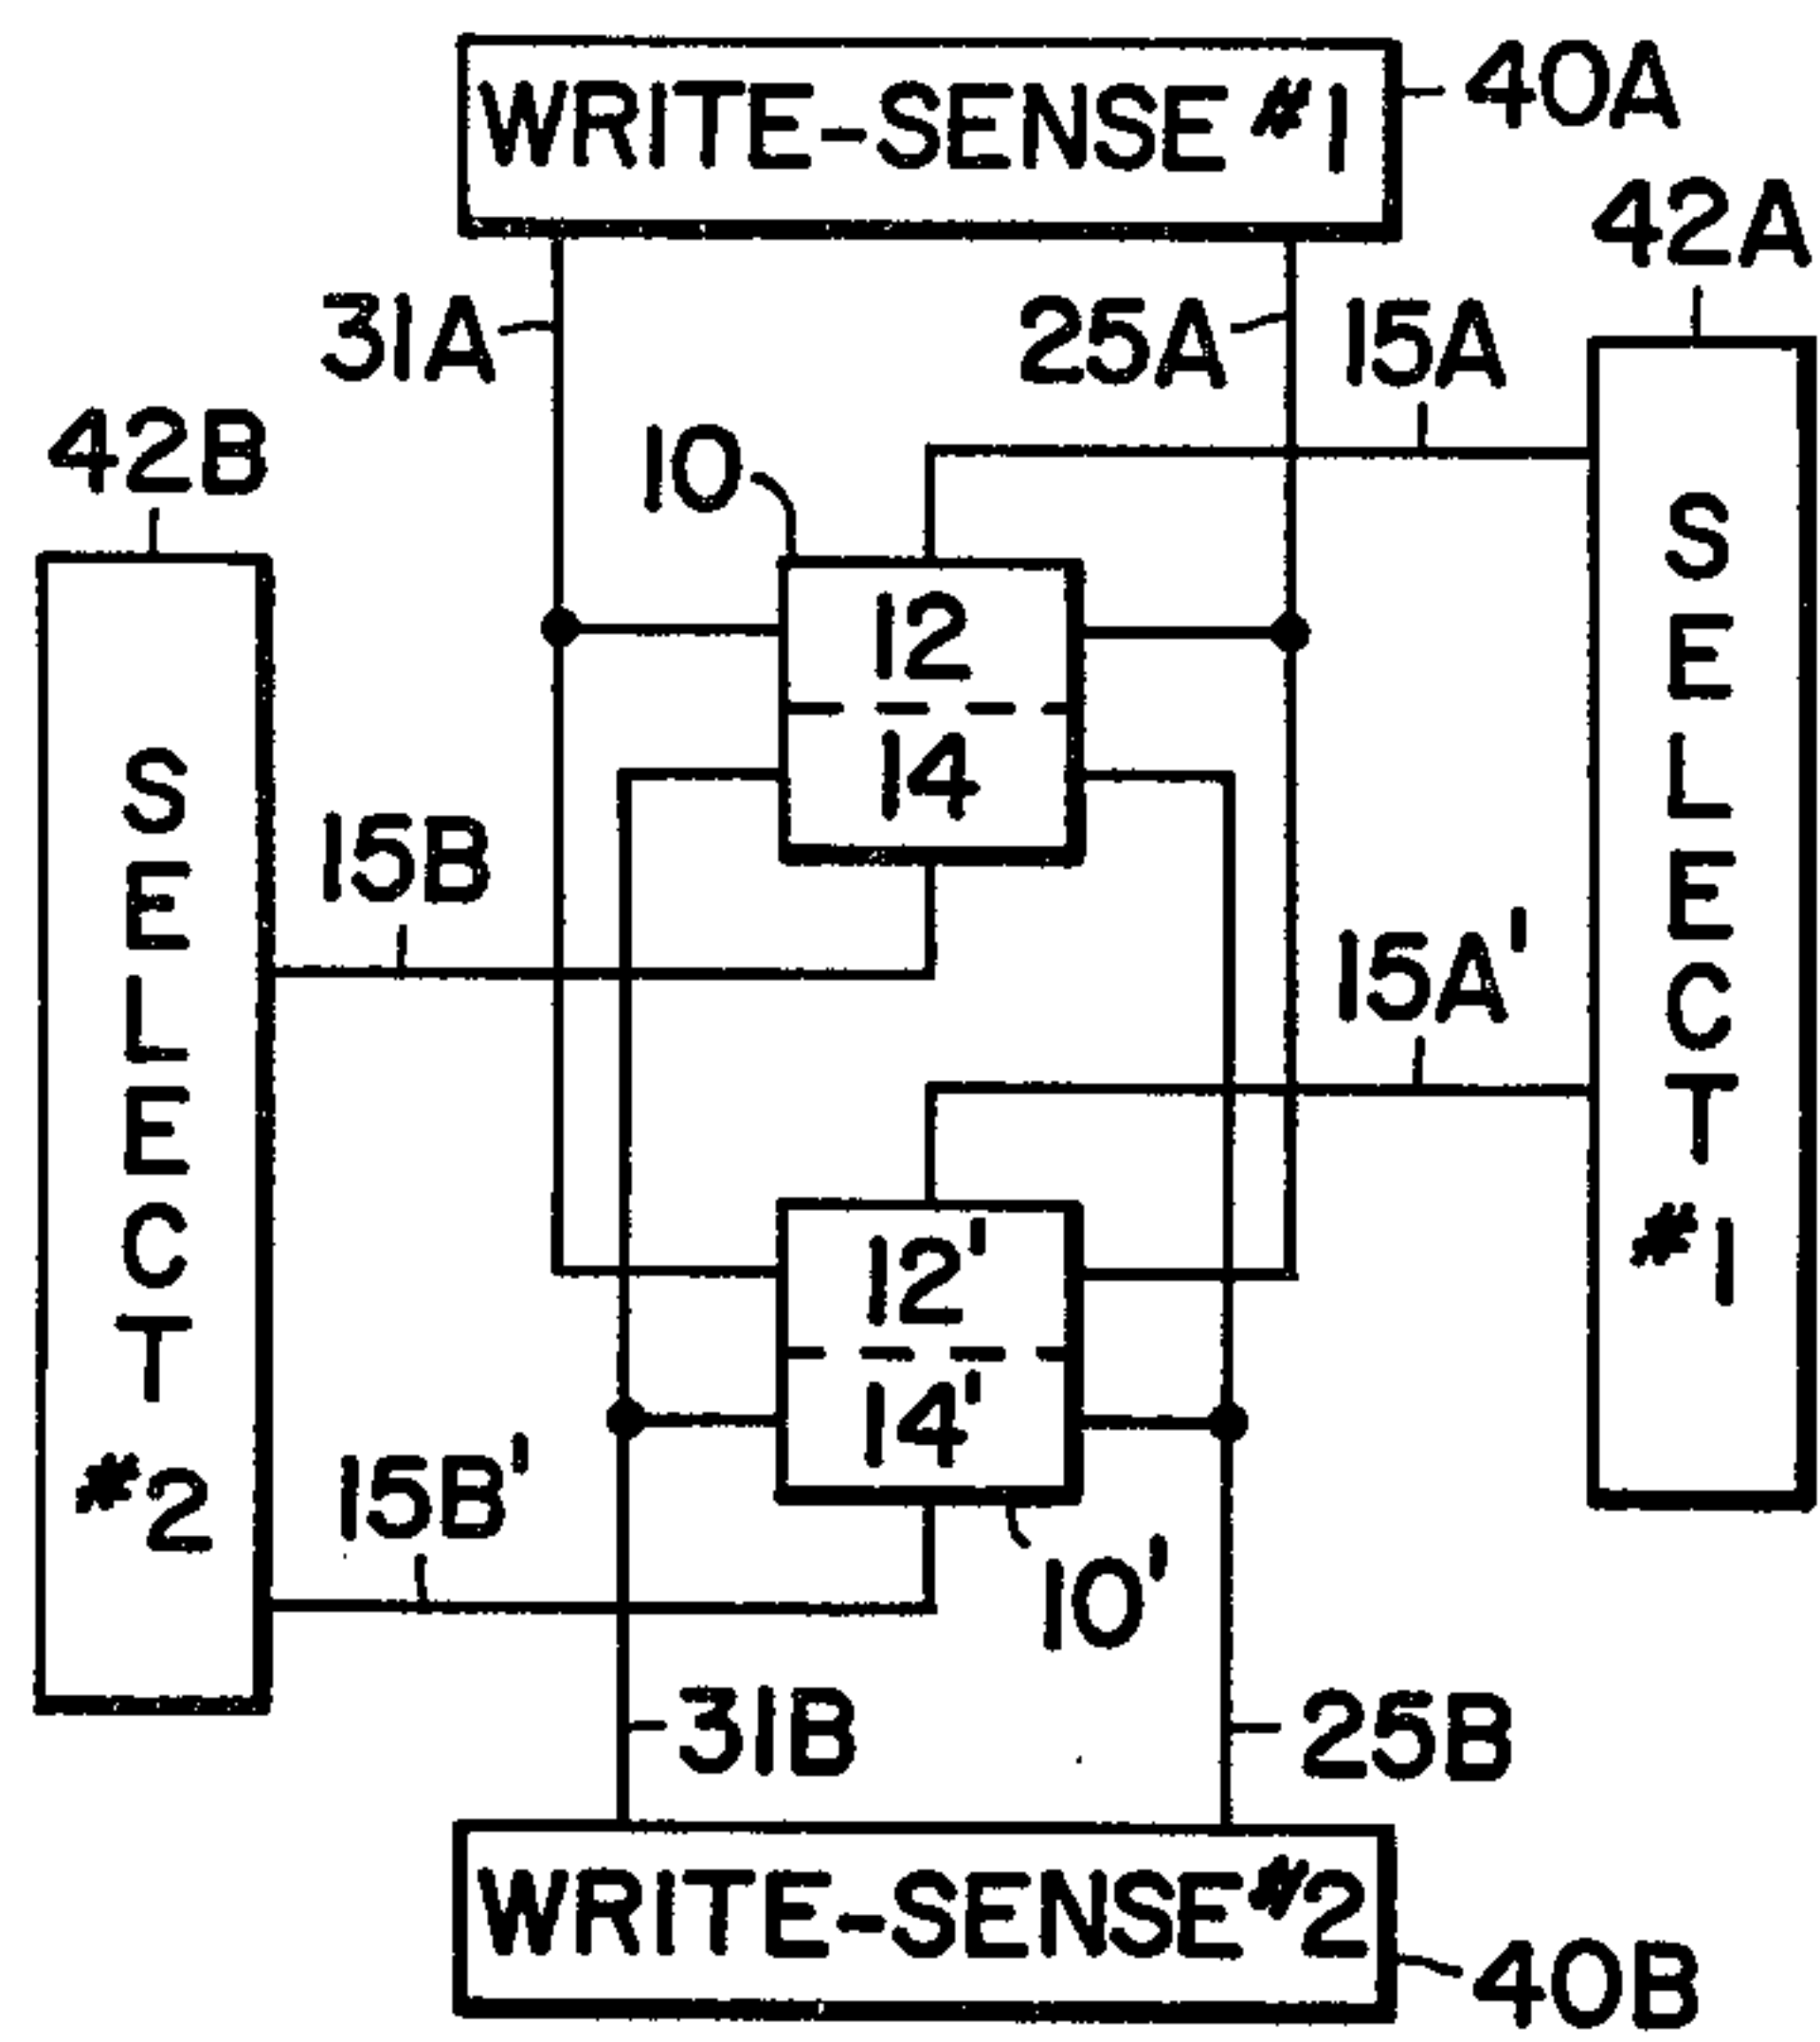 WRITE-SENSE #1
40A
42A
31A
25A
15A
42B
10
12
14
SELECT #1
SELECT #2
15B
15A'
12'
14'
15B'
10'
31B
25B
WRITE-SENSE #2
40B